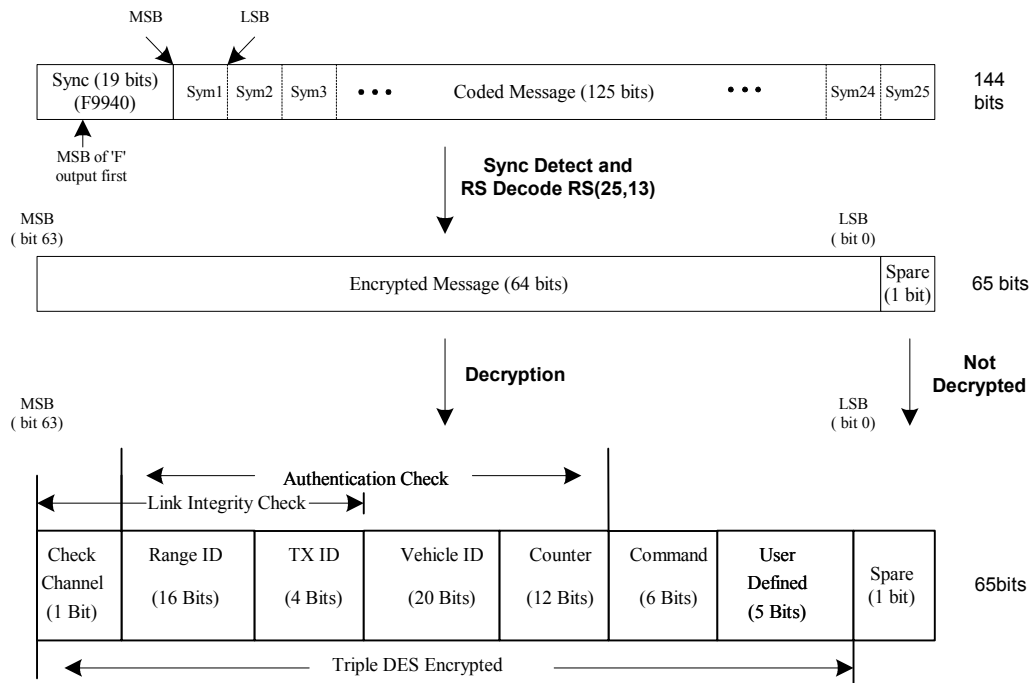 MSB
LSB
Sync (19 bits)
(F9940)
Sym1
Sym2
Sym3
•••
Coded Message (125 bits)
•••
Sym24
Sym25
144
bits
MSB of 'F'
output first
Sync Detect and
RS Decode RS(25,13)
MSB
( bit 63)
LSB
( bit 0)
Encrypted Message (64 bits)
Spare
(1 bit)
65 bits
Decryption
Not
Decrypted
MSB
( bit 63)
LSB
( bit 0)
Authentication Check
Link Integrity Check
Check
Channel
(1 Bit)
Range ID
(16 Bits)
TX ID
(4 Bits)
Vehicle ID
(20 Bits)
Counter
(12 Bits)
Command
(6 Bits)
User
Defined
(5 Bits)
Spare
(1 bit)
65bits
Triple DES Encrypted